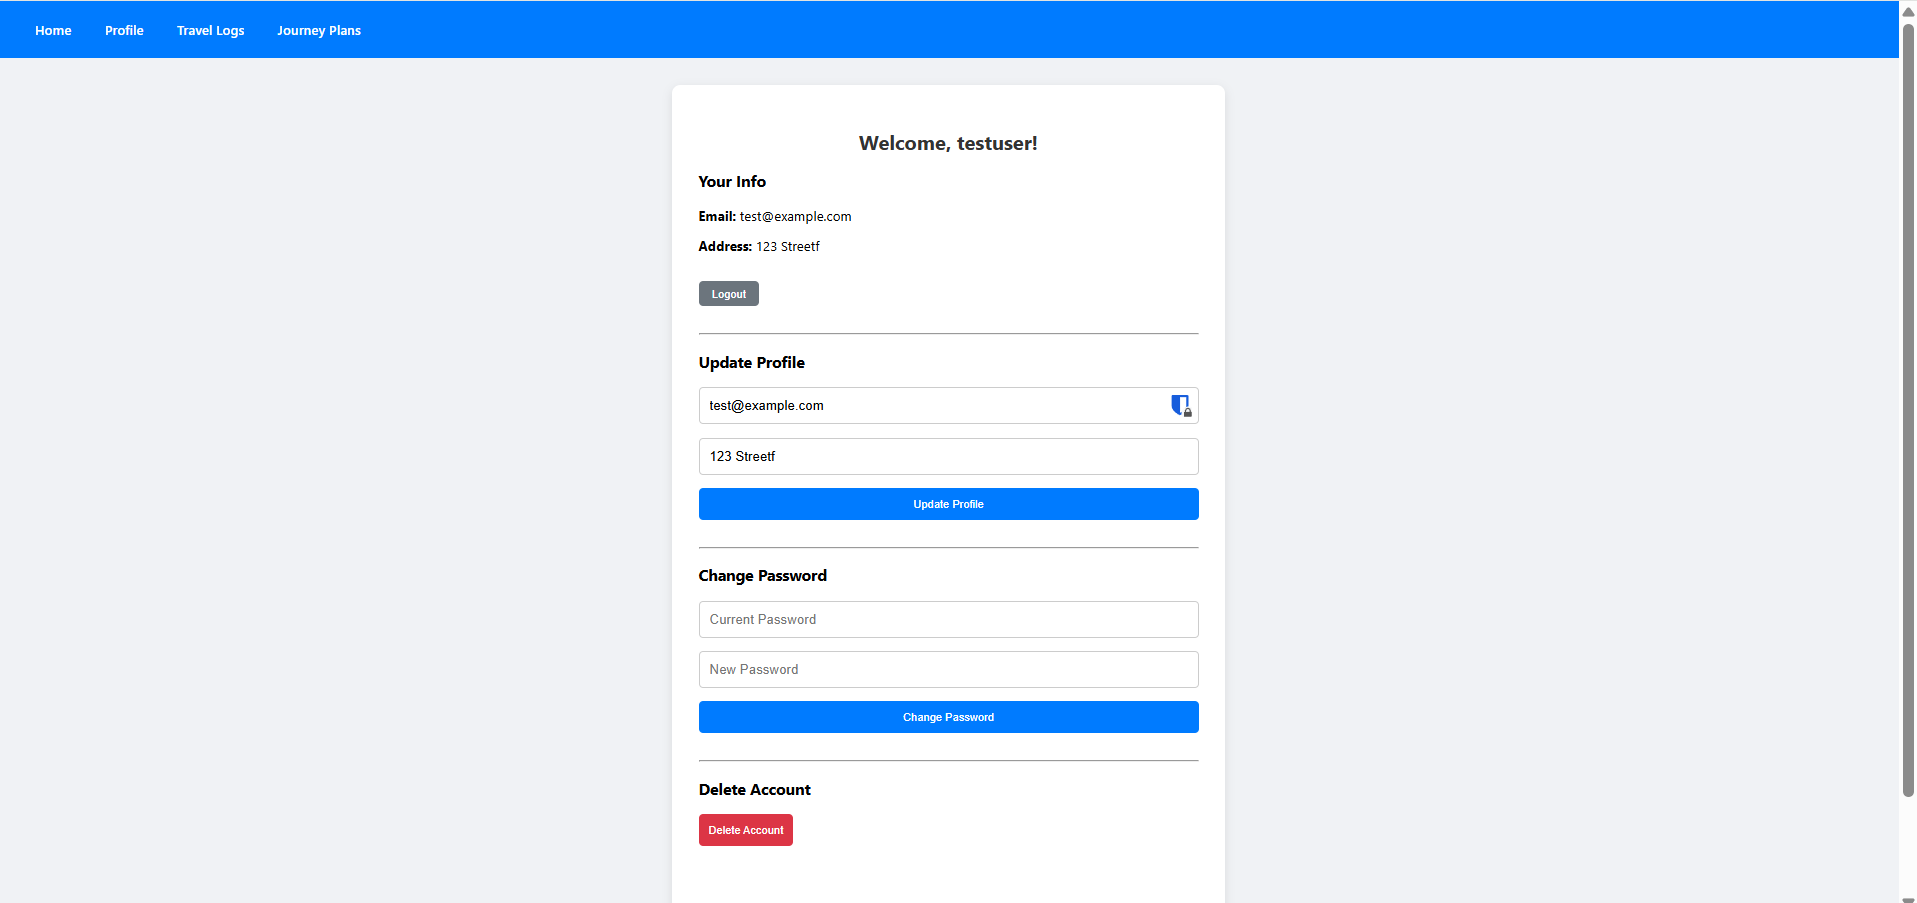 Home Profile Travel Logs Journey Plans
Welcome, testuser!
Your Info
Email: test@example.com
Address: 123 Streetf
Logout
Update Profile
test@example.com
123 Streetf
Update Profile
Change Password
Current Password
New Password
Change Password
Delete Account
Delete Account